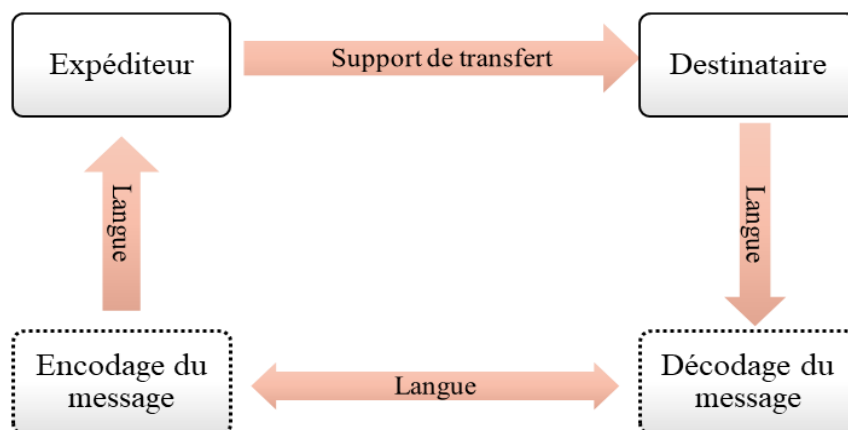 Expéditeur
Support de transfert
Destinataire
Langue
Langue
Encodage du
message
Langue
Décodage du
message